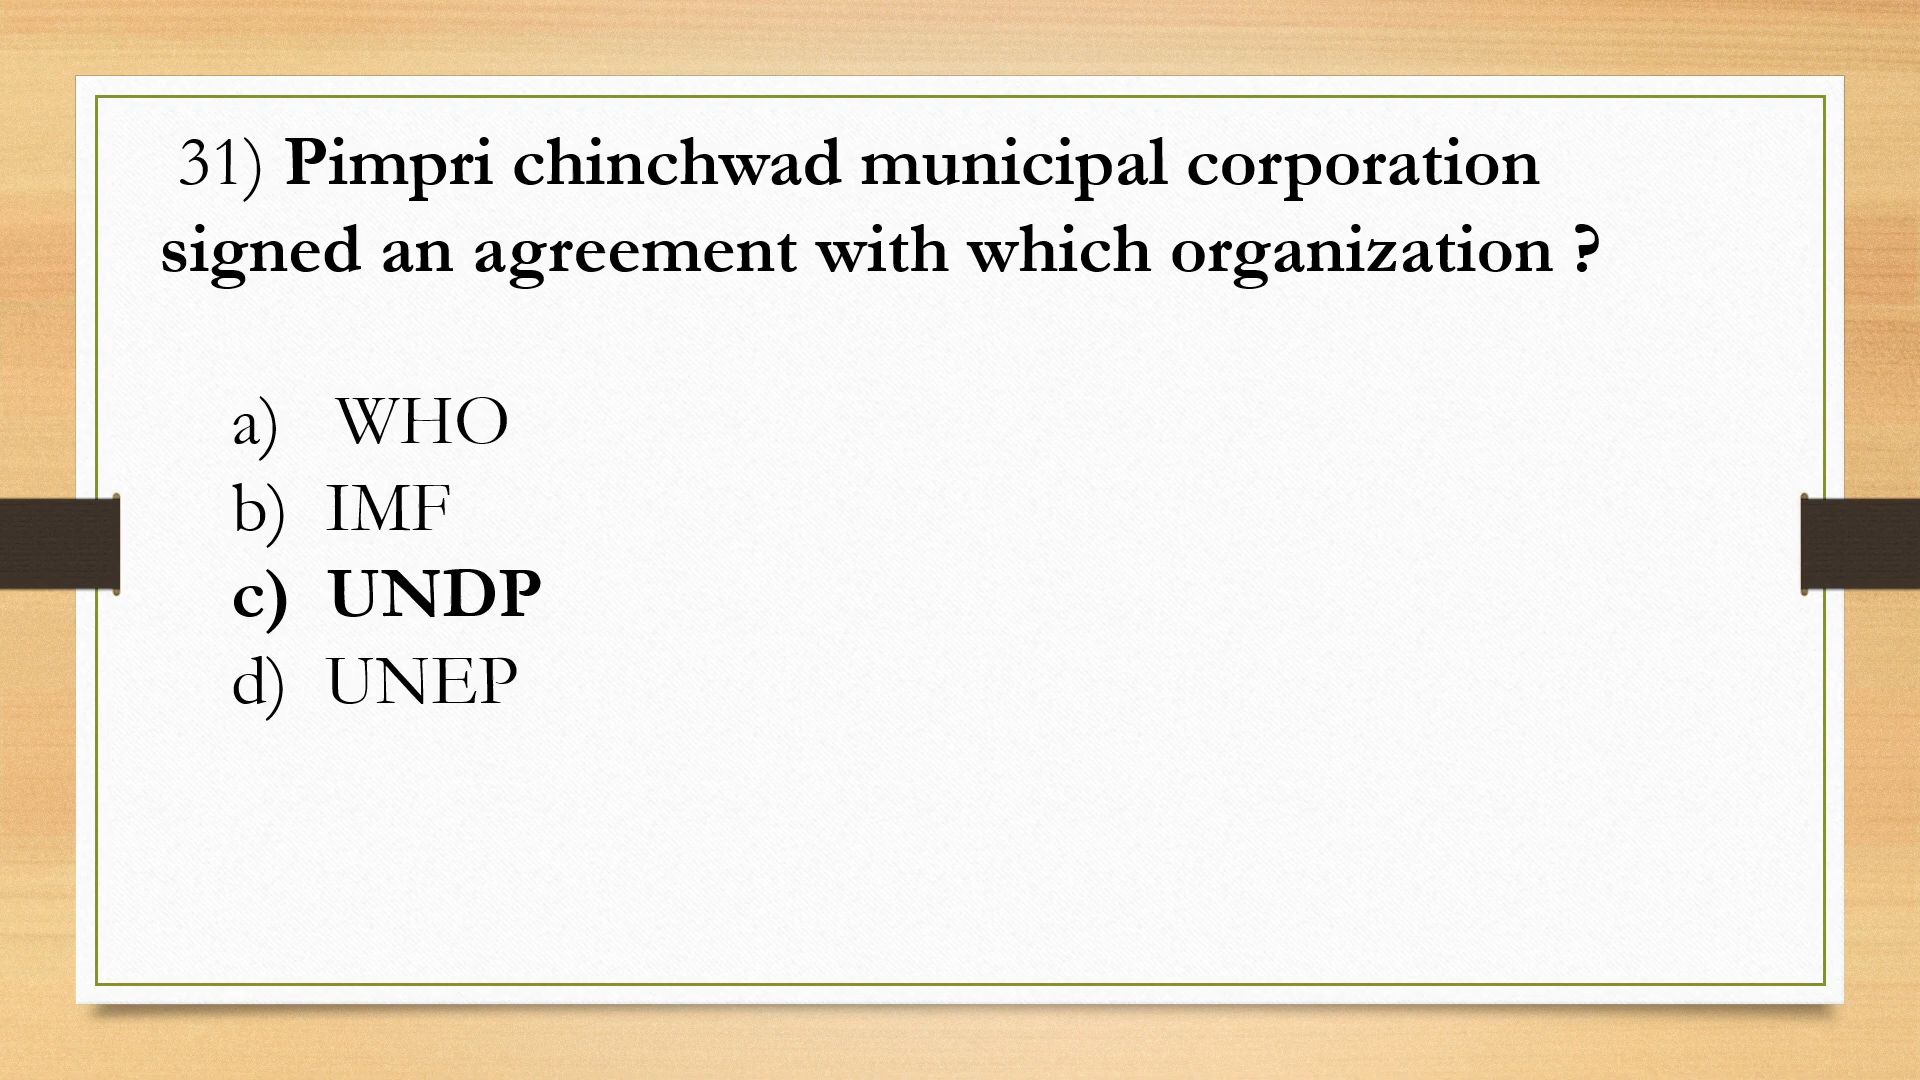 31) Pimpri chinchwad municipal corporation
signed an agreement with which organization ?
a) WHO
b) IMF
c) UNDP
d) UNEP